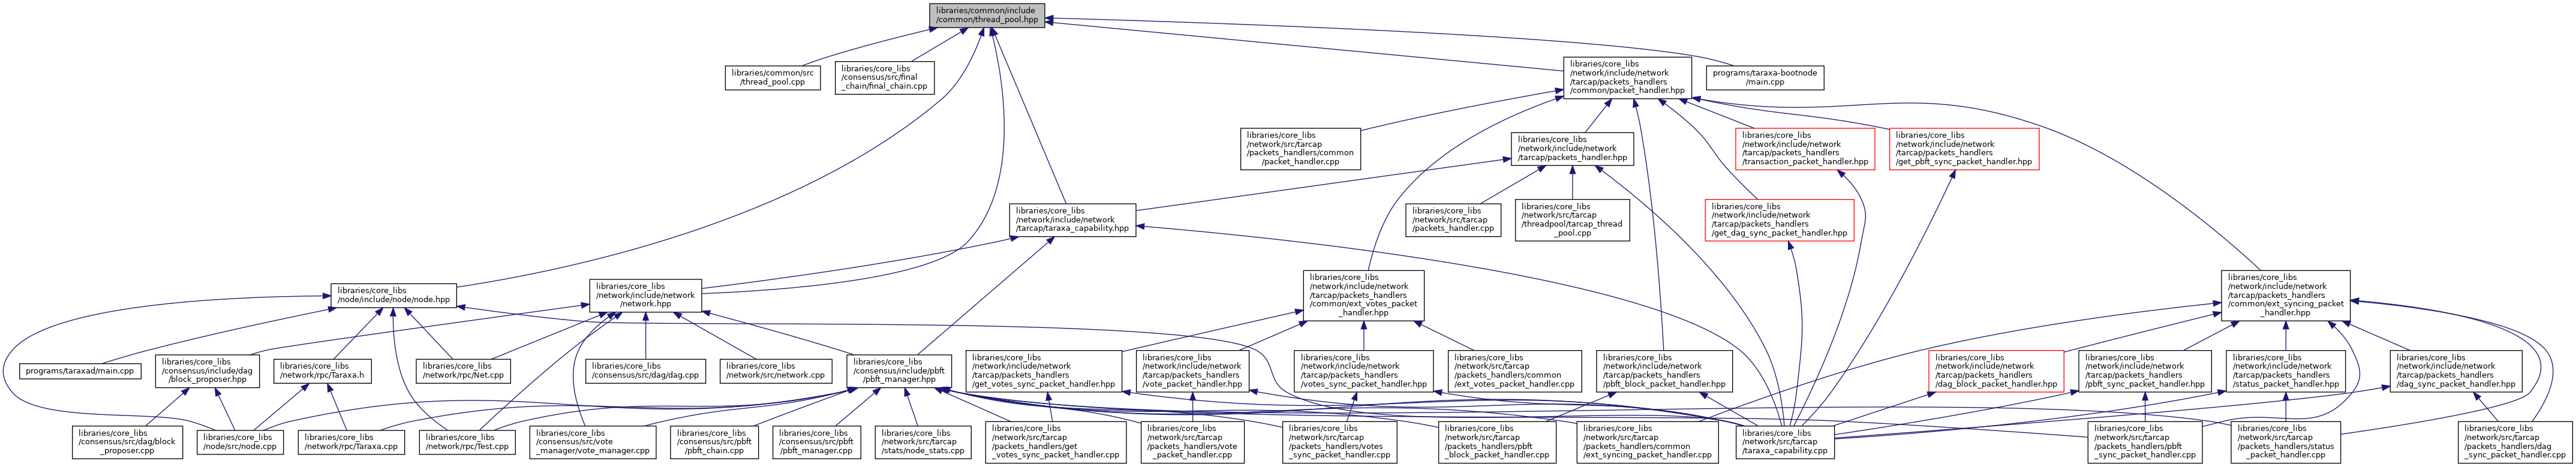 libraries/common/include
/common/thread_pool.hpp
libraries/common/src
/thread_pool.cpp
libraries/core_libs
/consensus/src/final
_chain/final_chain.cpp
libraries/core_libs
/network/include/network
/tarcap/packets_handlers
/common/packet_handler.hpp
programs/taraxa-bootnode
/main.cpp
libraries/core_libs
/network/src/tarcap
/packets_handlers/common
/packet_handler.cpp
libraries/core_libs
/network/include/network
/tarcap/packets_handler.hpp
libraries/core_libs
/network/include/network
/tarcap/packets_handlers
/transaction_packet_handler.hpp
libraries/core_libs
/network/include/network
/tarcap/packets_handlers
/get_pbft_sync_packet_handler.hpp
libraries/core_libs
/network/include/network
/tarcap/taraxa_capability.hpp
libraries/core_libs
/network/src/tarcap
/packets_handler.cpp
libraries/core_libs
/network/src/tarcap
/threadpool/tarcap_thread
_pool.cpp
libraries/core_libs
/network/include/network
/tarcap/packets_handlers
/get_dag_sync_packet_handler.hpp
libraries/core_libs
/node/include/node/node.hpp
libraries/core_libs
/network/include/network
/network.hpp
libraries/core_libs
/network/include/network
/tarcap/packets_handlers
/common/ext_votes_packet
_handler.hpp
libraries/core_libs
/network/include/network
/tarcap/packets_handlers
/common/ext_syncing_packet
_handler.hpp
programs/taraxad/main.cpp
libraries/core_libs
/consensus/include/dag
/block_proposer.hpp
libraries/core_libs
/network/rpc/Taraxa.h
libraries/core_libs
/network/rpc/Net.cpp
libraries/core_libs
/consensus/src/dag/dag.cpp
libraries/core_libs
/network/src/network.cpp
libraries/core_libs
/consensus/include/pbft
/pbft_manager.hpp
libraries/core_libs
/network/include/network
/tarcap/packets_handlers
/get_votes_sync_packet_handler.hpp
libraries/core_libs
/network/include/network
/tarcap/packets_handlers
/vote_packet_handler.hpp
libraries/core_libs
/network/include/network
/tarcap/packets_handlers
/votes_sync_packet_handler.hpp
libraries/core_libs
/network/src/tarcap
/packets_handlers/common
/ext_votes_packet_handler.cpp
libraries/core_libs
/network/include/network
/tarcap/packets_handlers
/pbft_block_packet_handler.hpp
libraries/core_libs
/network/include/network
/tarcap/packets_handlers
/dag_block_packet_handler.hpp
libraries/core_libs
/network/include/network
/tarcap/packets_handlers
/pbft_sync_packet_handler.hpp
libraries/core_libs
/network/include/network
/tarcap/packets_handlers
/status_packet_handler.hpp
libraries/core_libs
/network/include/network
/tarcap/packets_handlers
/dag_sync_packet_handler.hpp
libraries/core_libs
/consensus/src/dag/block
_proposer.cpp
libraries/core_libs
/node/src/node.cpp
libraries/core_libs
/network/rpc/Taraxa.cpp
libraries/core_libs
/network/rpc/Test.cpp
libraries/core_libs
/consensus/src/vote
_manager/vote_manager.cpp
libraries/core_libs
/consensus/src/pbft
/pbft_chain.cpp
libraries/core_libs
/consensus/src/pbft
/pbft_manager.cpp
libraries/core_libs
/network/src/tarcap
/stats/node_stats.cpp
libraries/core_libs
/network/src/tarcap
/packets_handlers/get
_votes_sync_packet_handler.cpp
libraries/core_libs
/network/src/tarcap
/packets_handlers/vote
_packet_handler.cpp
libraries/core_libs
/network/src/tarcap
/packets_handlers/votes
_sync_packet_handler.cpp
libraries/core_libs
/network/src/tarcap
/packets_handlers/pbft
_block_packet_handler.cpp
libraries/core_libs
/network/src/tarcap
/packets_handlers/common
/ext_syncing_packet_handler.cpp
libraries/core_libs
/network/src/tarcap
/taraxa_capability.cpp
libraries/core_libs
/network/src/tarcap
/packets_handlers/pbft
_sync_packet_handler.cpp
libraries/core_libs
/network/src/tarcap
/packets_handlers/status
_packet_handler.cpp
libraries/core_libs
/network/src/tarcap
/packets_handlers/dag
_sync_packet_handler.cpp